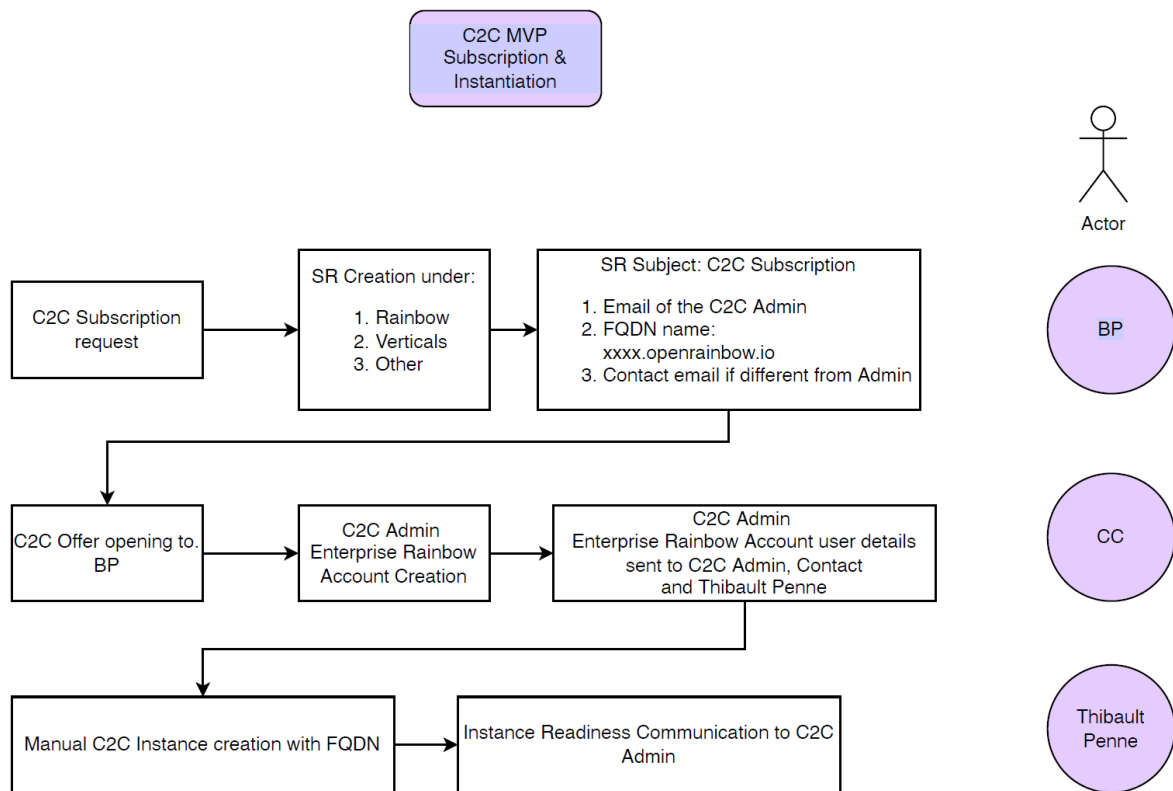 C2C MVP
Subscription &
Instantiation
Actor
C2C Subscription
request
SR Creation under:
1. Rainbow
2. Verticals
3. Other
SR Subject: C2C Subscription
1. Email of the C2C Admin
2. FQDN name:
xxxx.openrainbow.io
3. Contact email if different from Admin
BP
C2C Offer opening to.
BP
C2C Admin
Enterprise Rainbow
Account Creation
C2C Admin
Enterprise Rainbow Account user details
sent to C2C Admin, Contact
and Thibault Penne
CC
Manual C2C Instance creation with FQDN
Instance Readiness Communication to C2C
Admin
Thibault
Penne